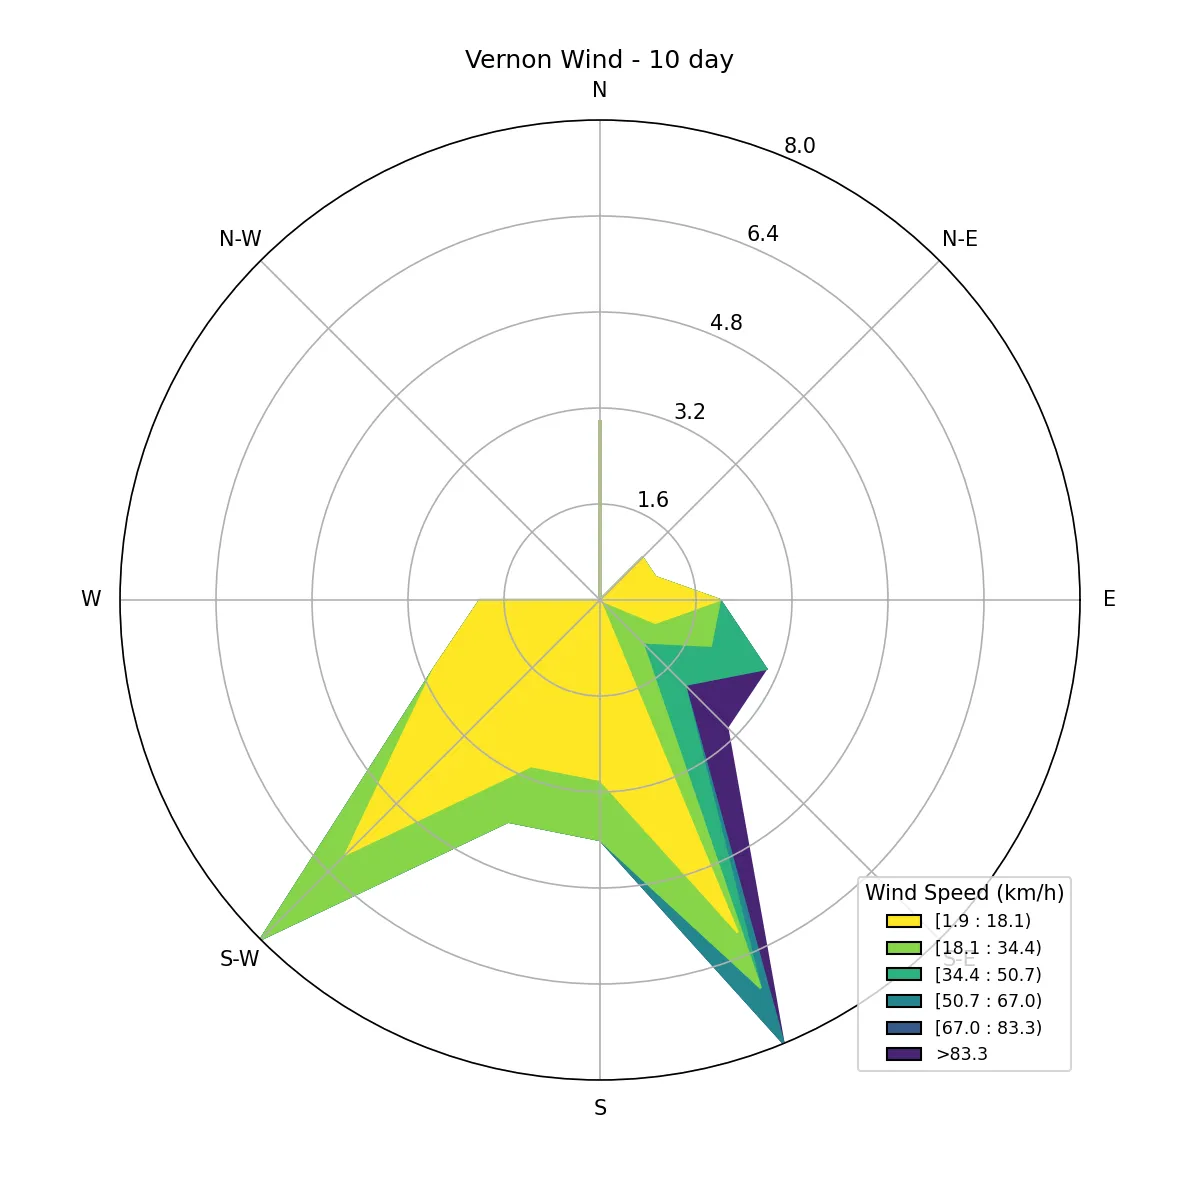 Vernon Wind - 10 day
N
8.0
N-W
6.4
N-E
4.8
3.2
1.6
W
E
Wind Speed (km/h)
[1.9 : 18.1)
[18.1 : 34.4)
S-W
S-E
[34.4 : 50.7)
[50.7 : 67.0)
[67.0 : 83.3)
>83.3
S